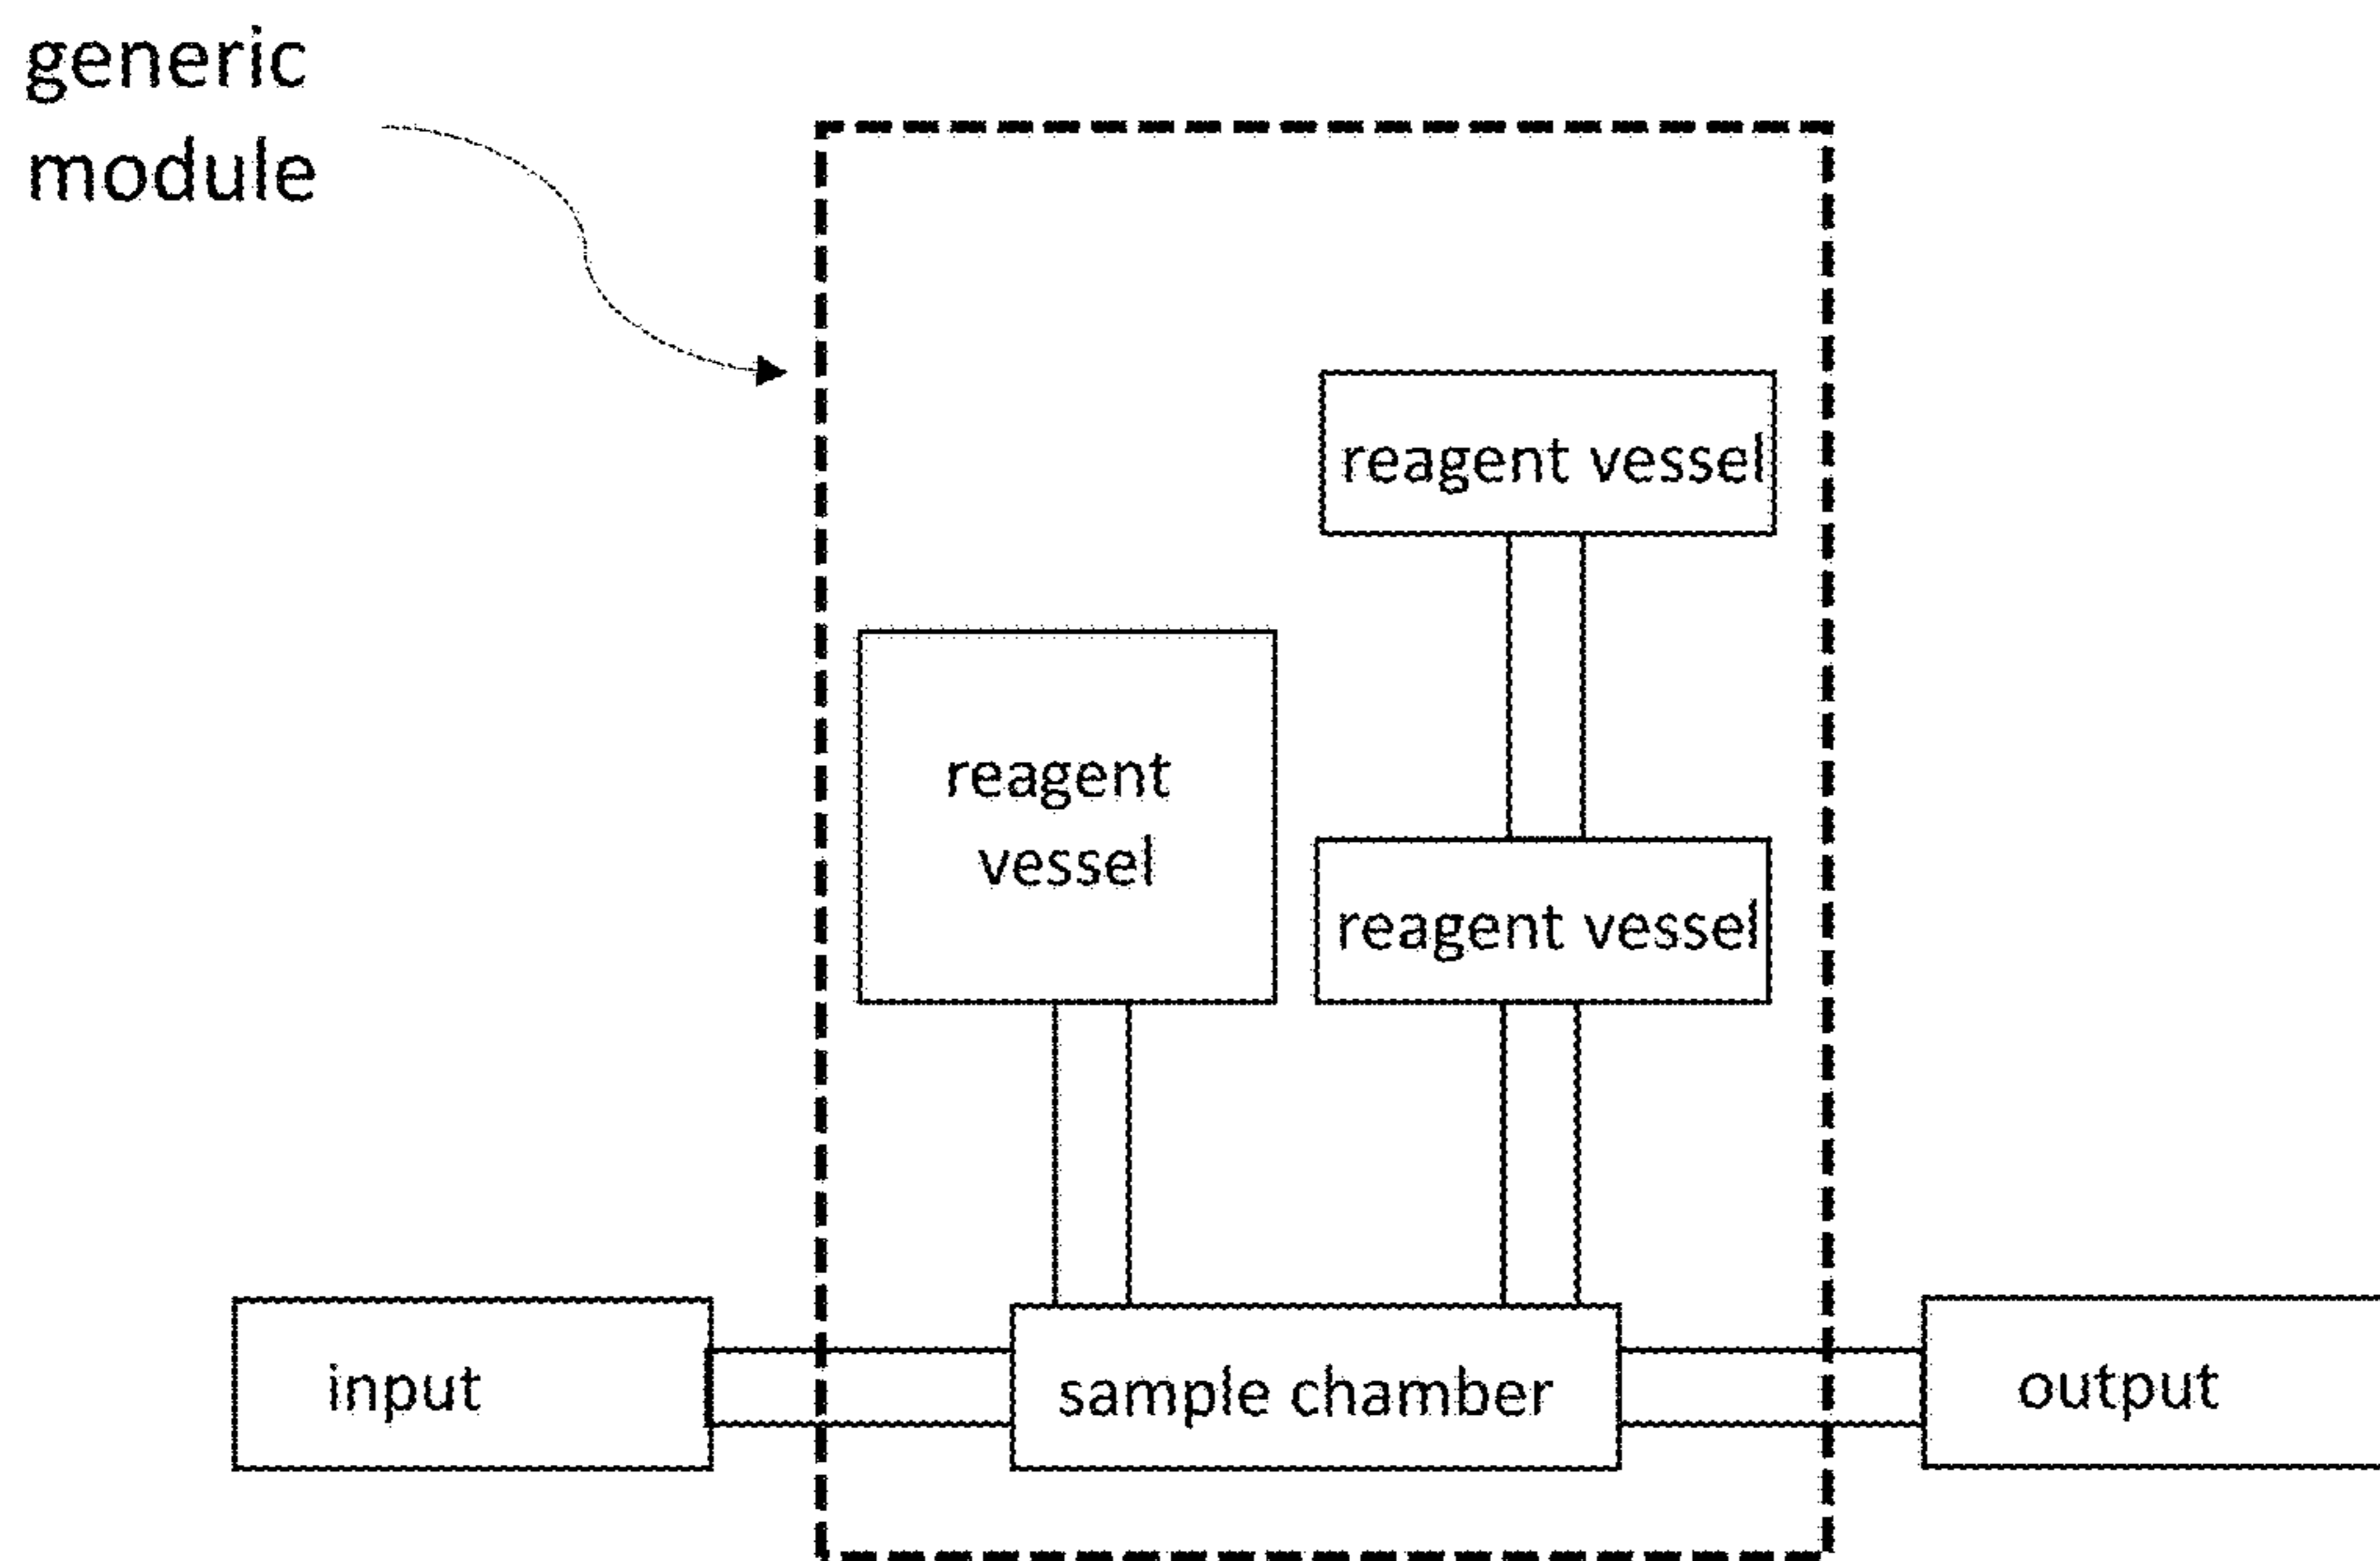 generic
module
reagent vessel
reagent
vessel
reagent vessel
input
sample chamber
output